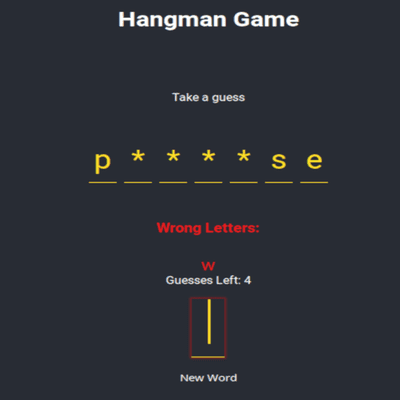 Hangman Game
Take a guess
p * * * * s e
Wrong Letters:
w
Guesses Left: 4
New Word